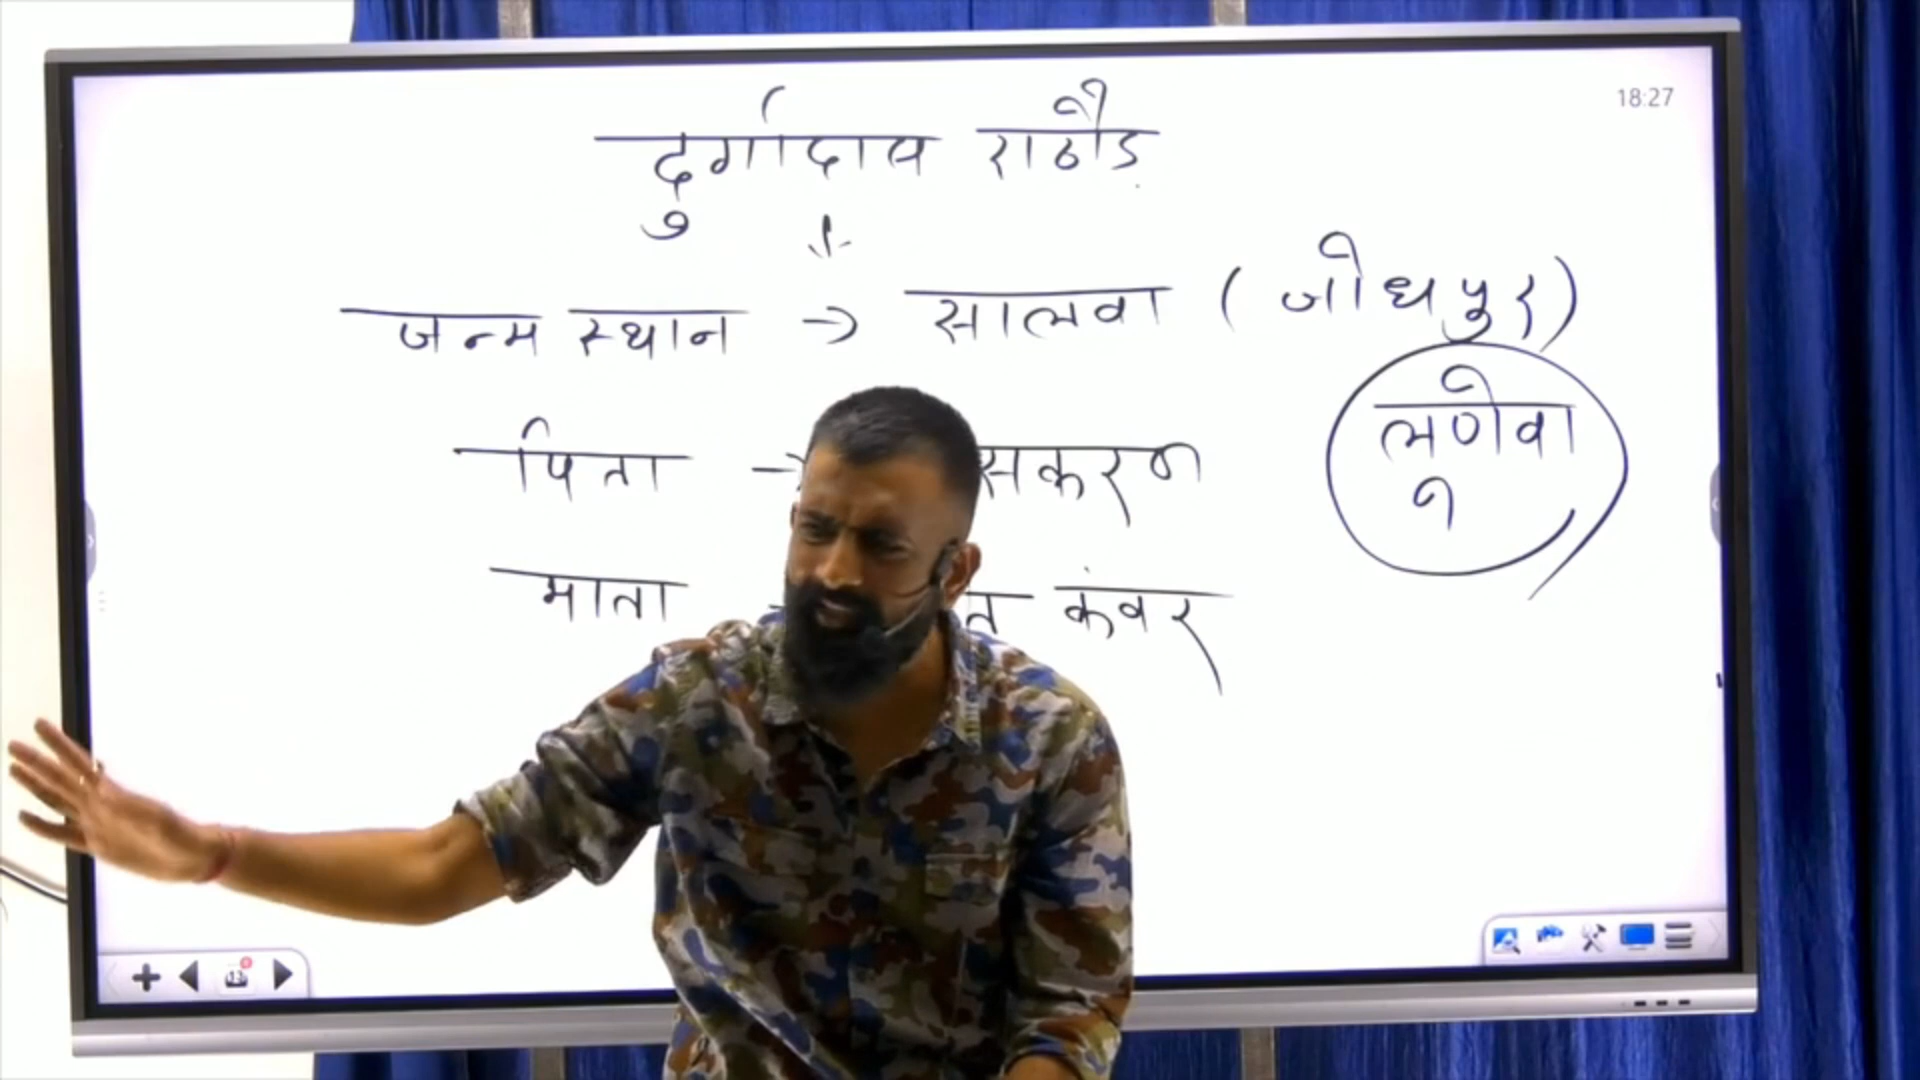 18:27
दुर्गादास राठौड़
जन्म स्थान → सालवा (जोधपुर)
पिता → सकरण
माता कंवर